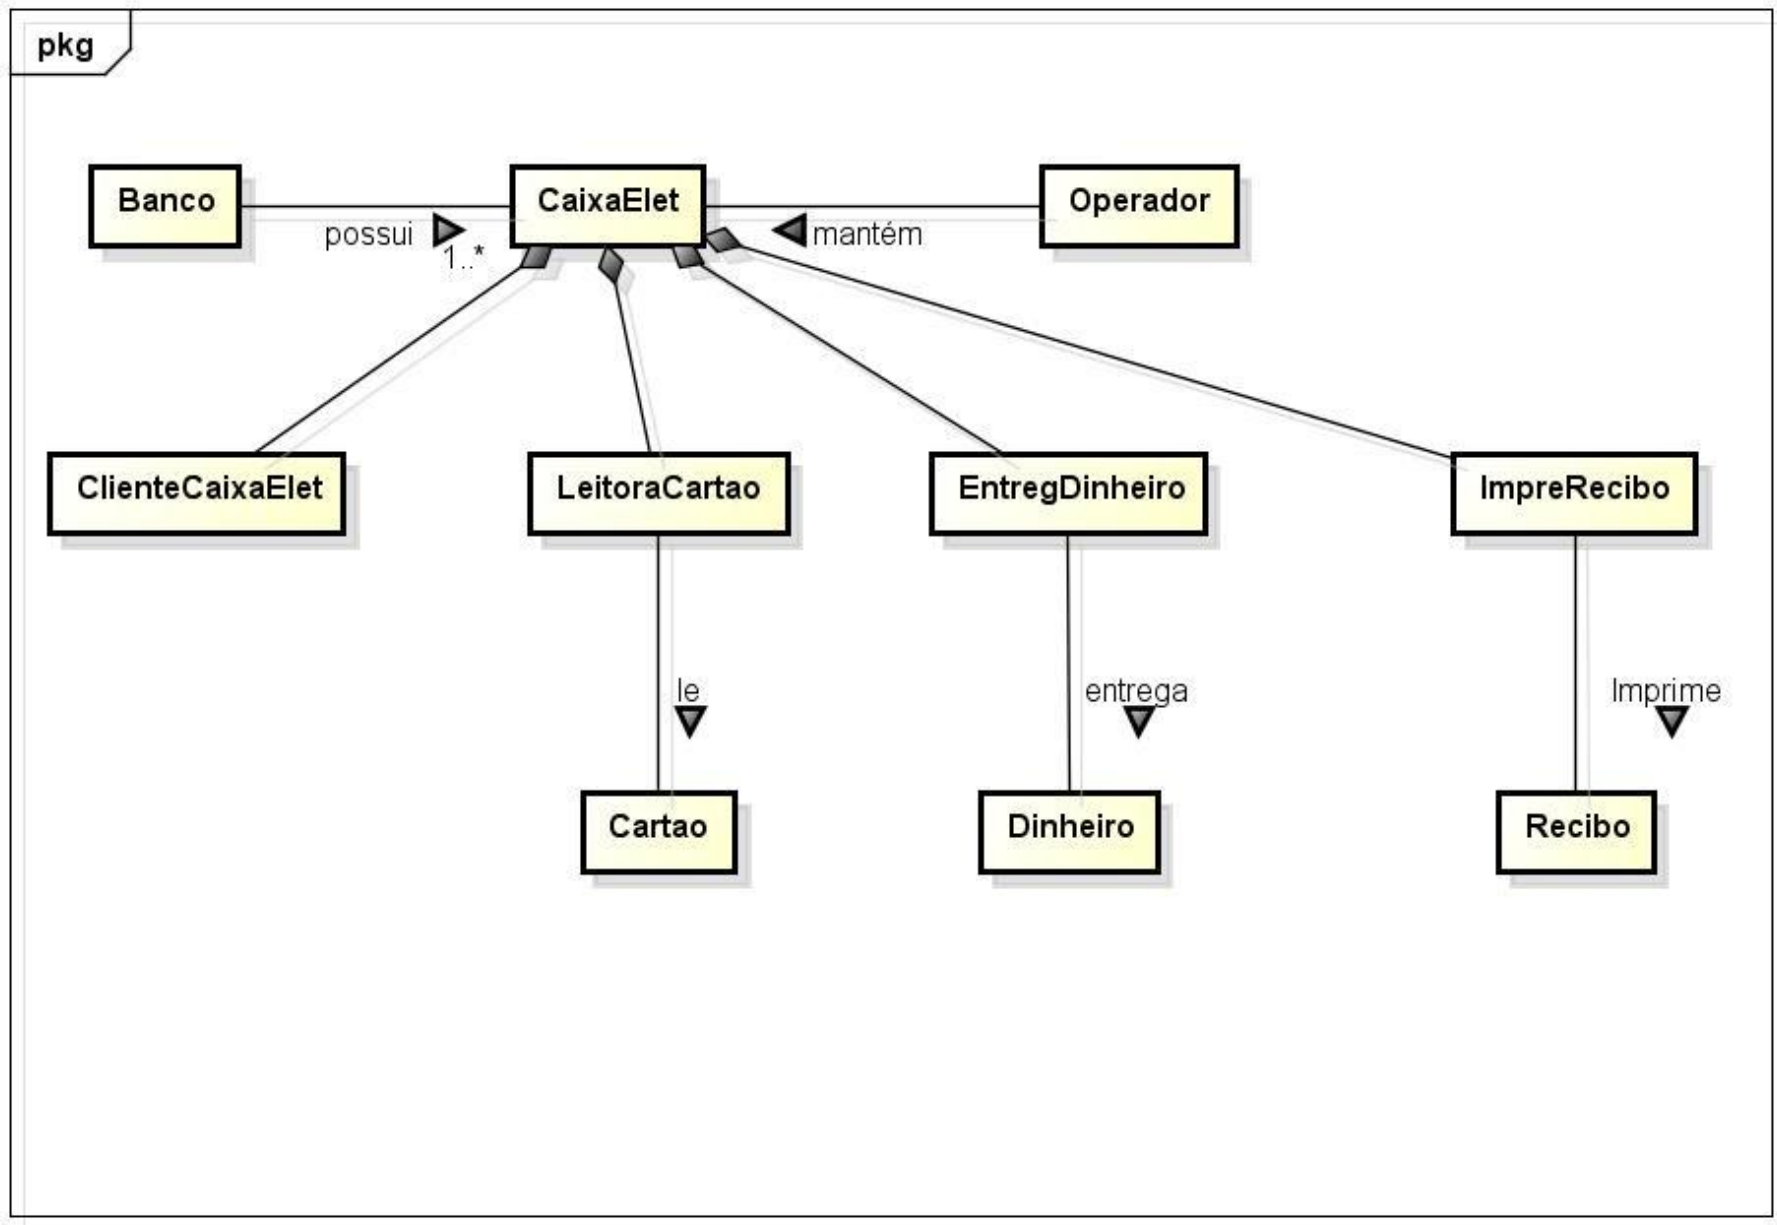 pkg
Banco
CaixaElet
Operador
possui
1..*
mantém
ClienteCaixaElet
LeitoraCartao
EntregDinheiro
ImpreRecibo
le
entrega
Imprime
Cartao
Dinheiro
Recibo